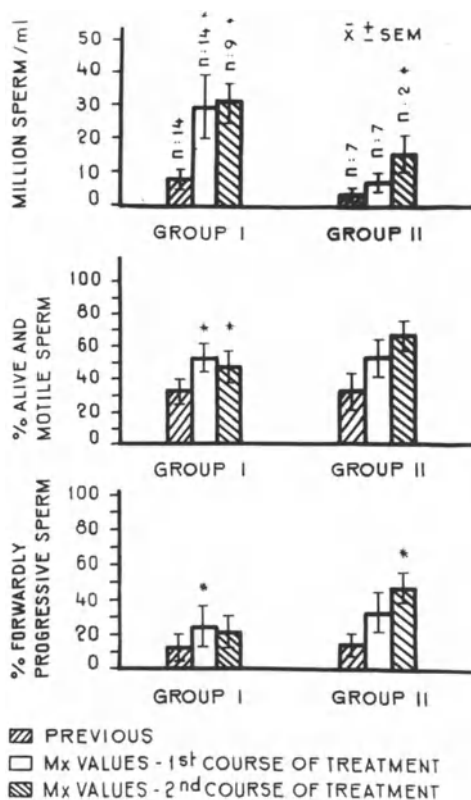 MILLION SPERM/ml
50
40
30
20
10
0
n:14
n:14 *
n:9 *
x̄ ± SEM
n:7
n:7
n:2 *
GROUP I
GROUP II
% ALIVE AND
MOTILE SPERM
100
80
60
40
20
0
*
*
GROUP I
GROUP II
% FORWARDLY
PROGRESSIVE SPERM
100
80
60
40
20
0
*
*
GROUP I
GROUP II
PREVIOUS
Mx VALUES - 1st COURSE OF TREATMENT
Mx VALUES - 2nd COURSE OF TREATMENT